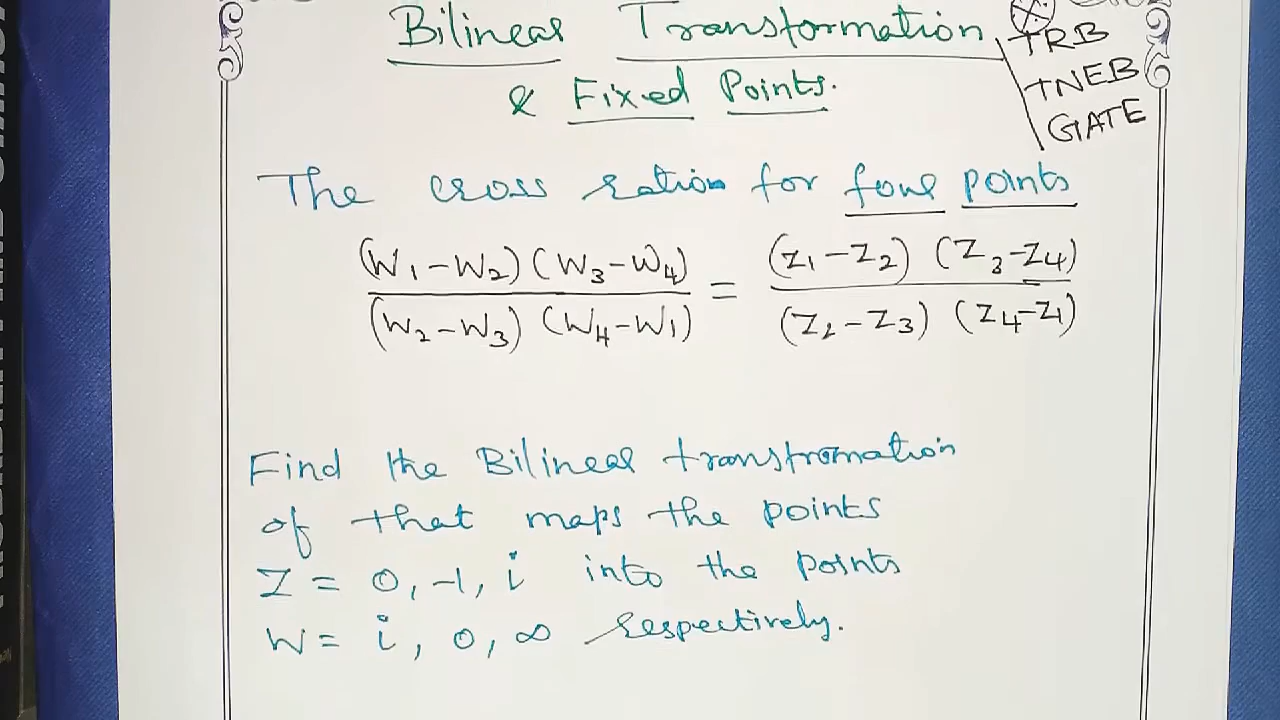 Bilinear Transformation
& Fixed Points.
TRB
TNEB
GATE
The cross ration for four points
(W1-W2) (W3-W4) / (W2-W3) (W4-W1) = (Z1-Z2) (Z3-Z4) / (Z2-Z3) (Z4-Z1)
Find the Bilinear transtromation
of that maps the points
Z = 0, -1, i into the points
W = i, 0, ∞ respectively.